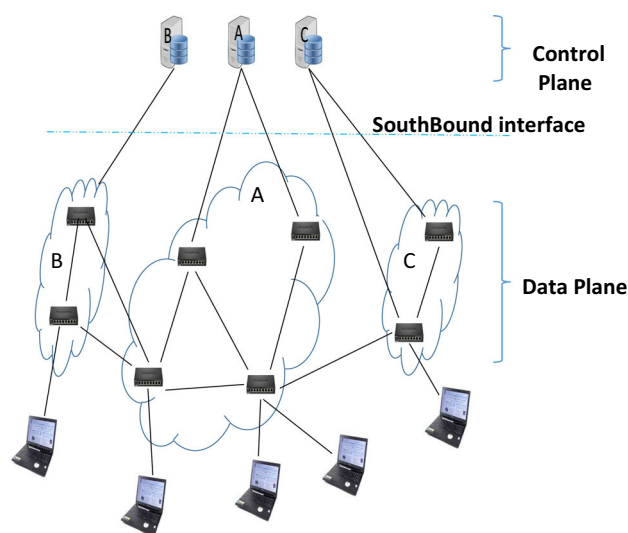 B
A
C
Control
Plane
SouthBound interface
A
B
C
Data Plane